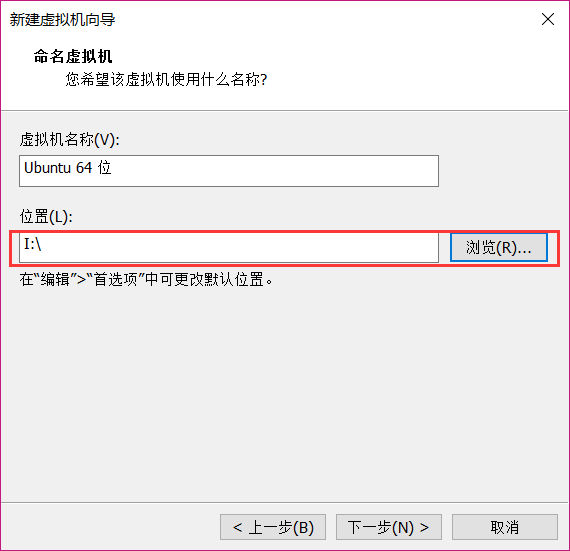 新建虚拟机向导
命名虚拟机
您希望该虚拟机使用什么名称?
虚拟机名称(V):
Ubuntu 64 位
位置(L):
I:\
浏览(R)...
在“编辑”>“首选项”中可更改默认位置。
< 上一步(B)
下一步(N) >
取消